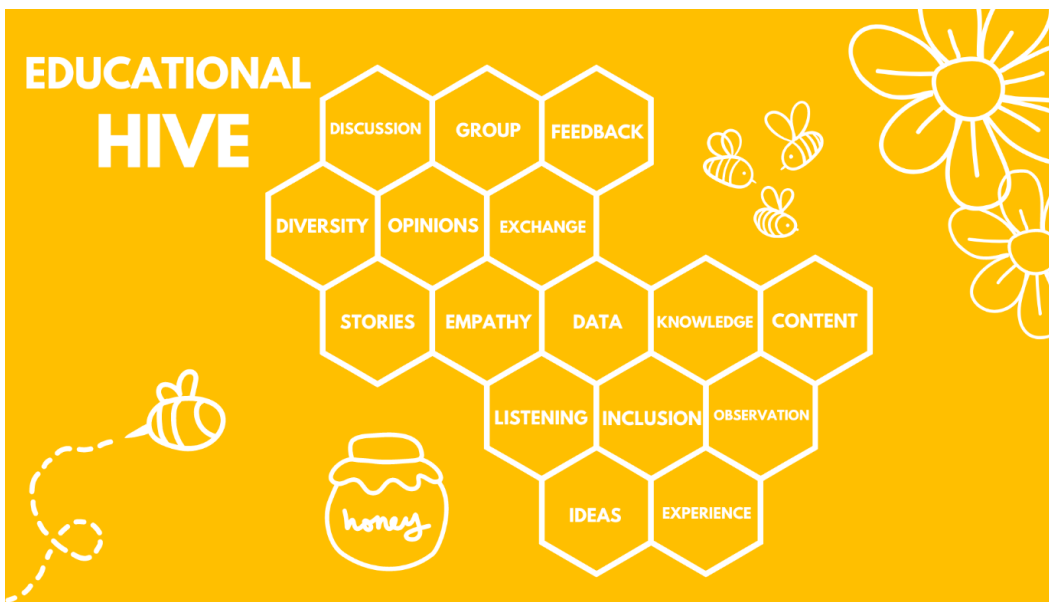 EDUCATIONAL
HIVE
DISCUSSION
GROUP
FEEDBACK
DIVERSITY
OPINIONS
EXCHANGE
STORIES
EMPATHY
DATA
KNOWLEDGE
CONTENT
LISTENING
INCLUSION
OBSERVATION
IDEAS
EXPERIENCE
honey